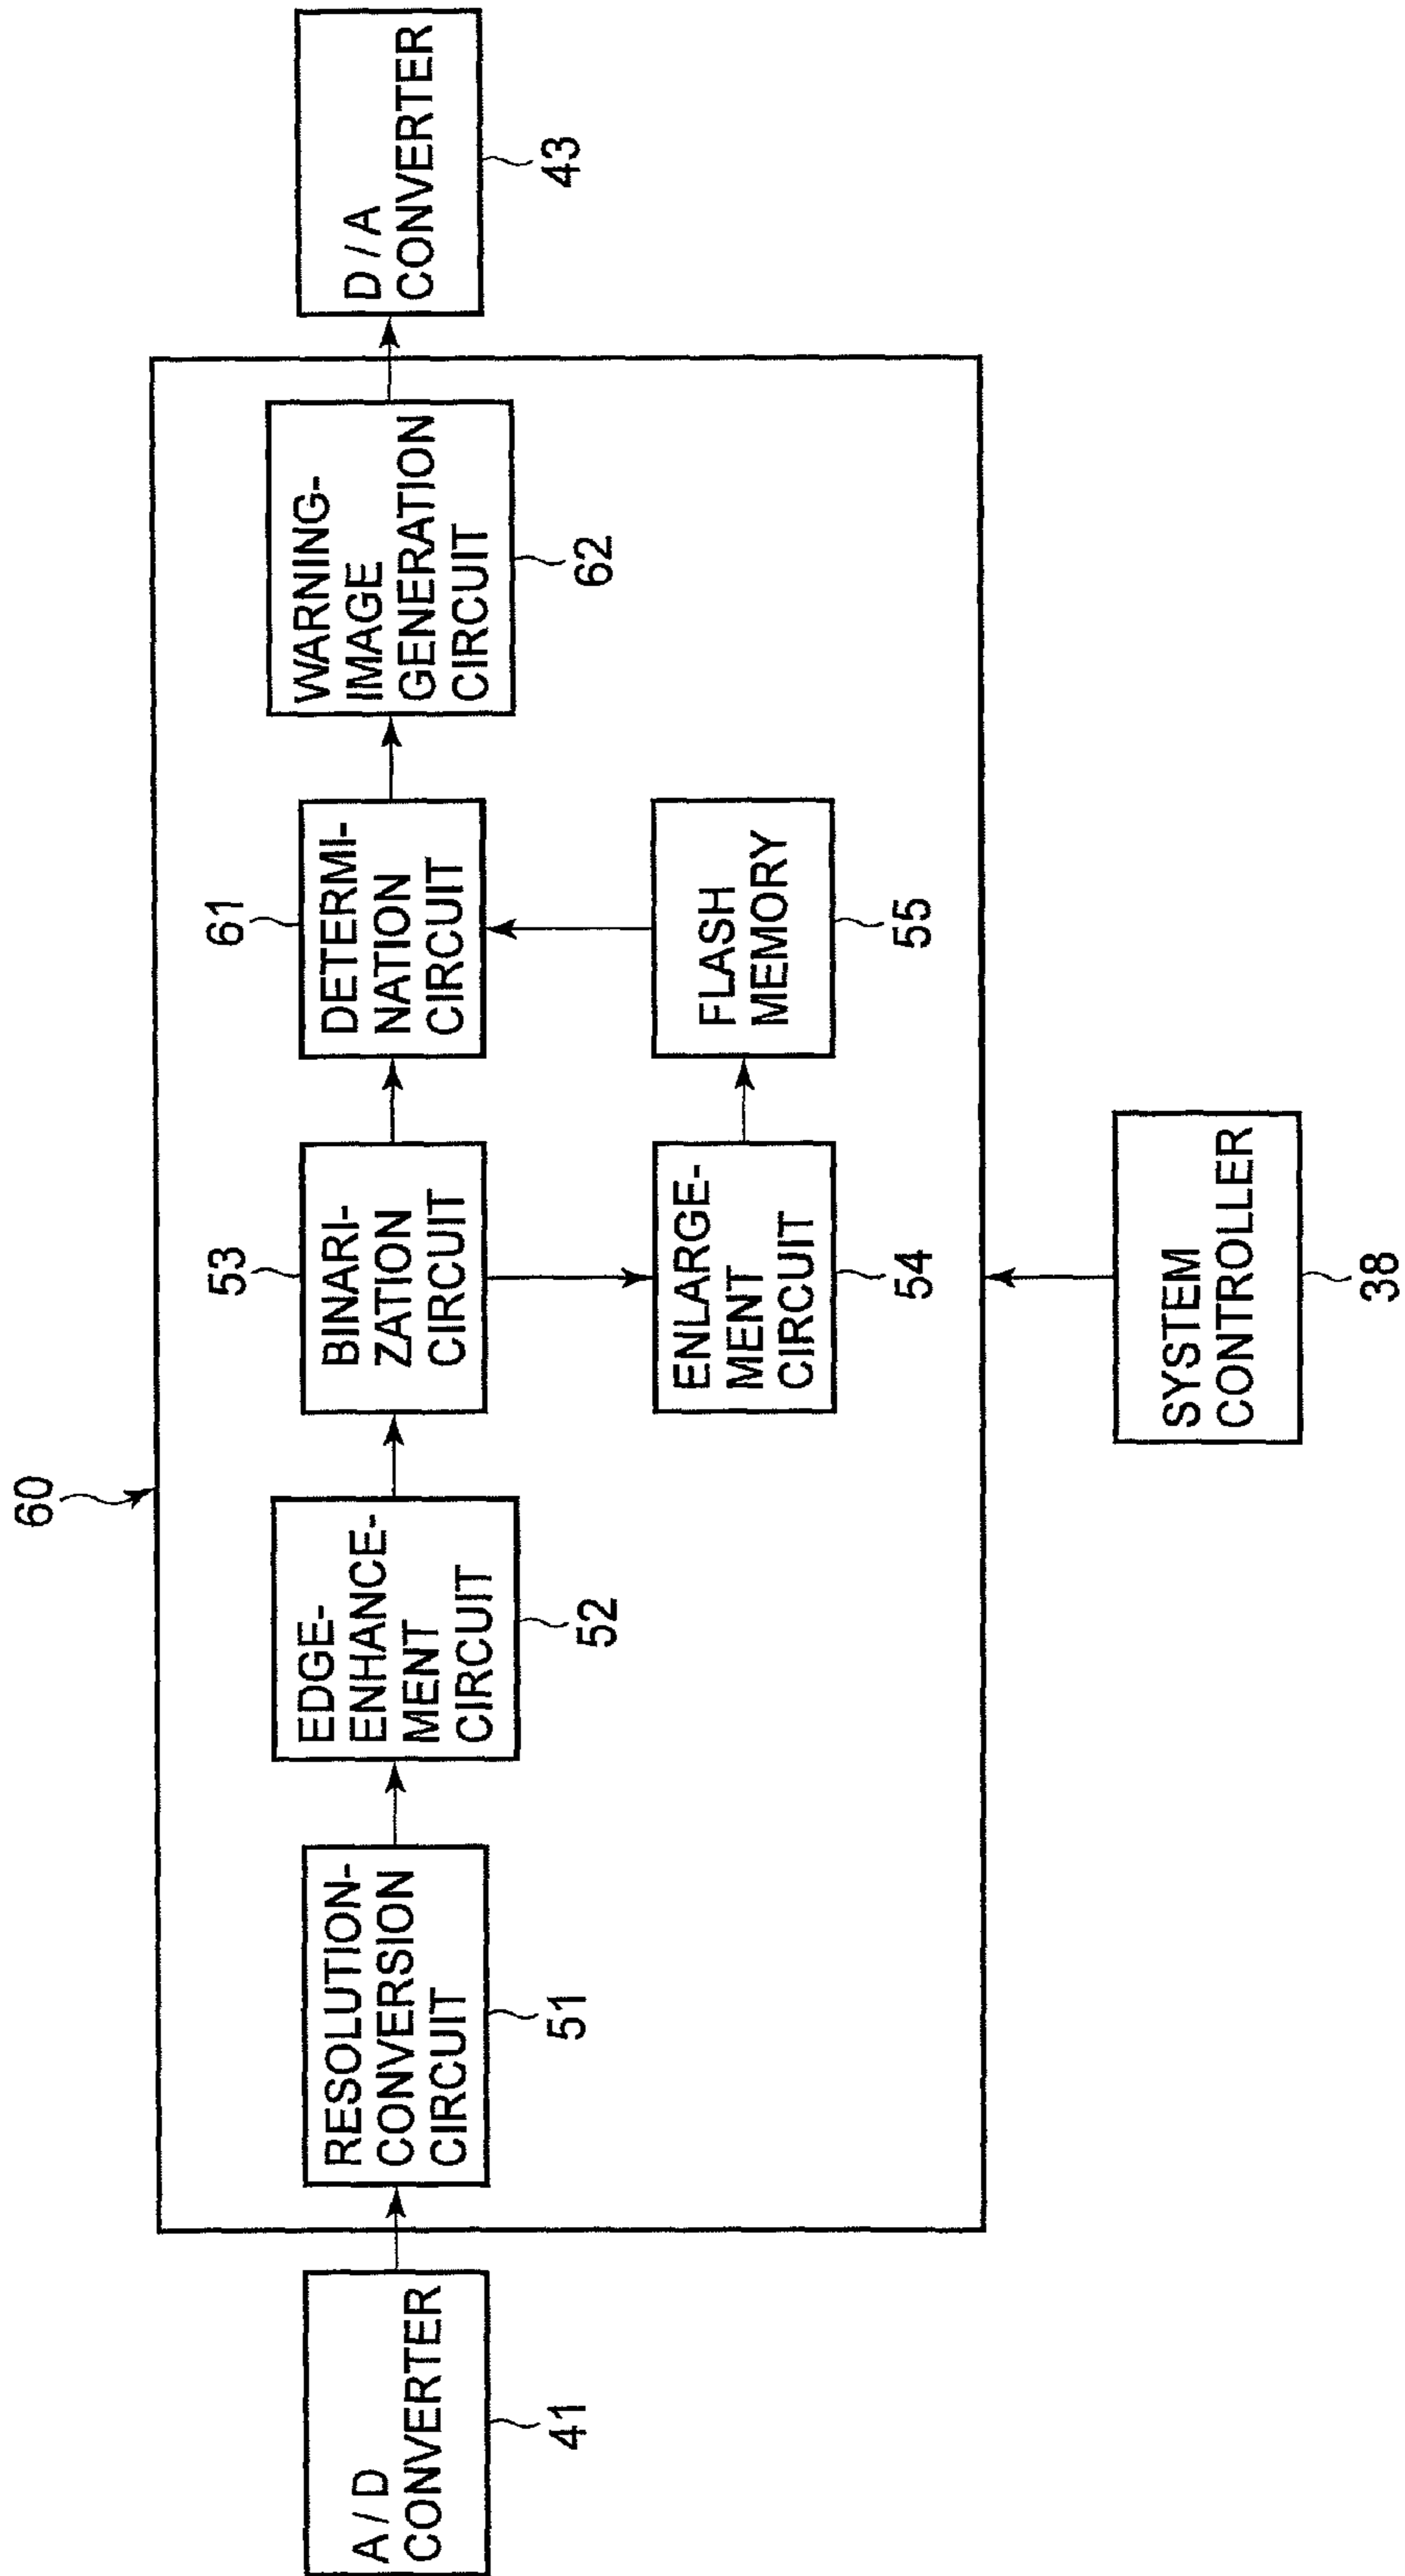 60
A / D
CONVERTER
41
RESOLUTION-
CONVERSION
CIRCUIT
51
EDGE-
ENHANCE-
MENT
CIRCUIT
52
53
BINARI-
ZATION
CIRCUIT
61
DETERMI-
NATION
CIRCUIT
WARNING-
IMAGE
GENERATION
CIRCUIT
62
D / A
CONVERTER
43
ENLARGE-
MENT
CIRCUIT
54
FLASH
MEMORY
55
SYSTEM
CONTROLLER
38